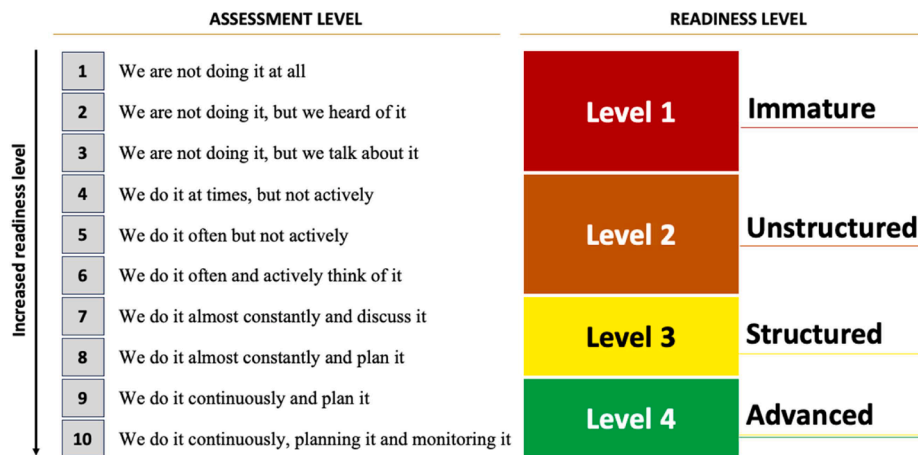 ASSESSMENT LEVEL
READINESS LEVEL
Increased readiness level
1 We are not doing it at all
2 We are not doing it, but we heard of it
3 We are not doing it, but we talk about it
4 We do it at times, but not actively
5 We do it often but not actively
6 We do it often and actively think of it
7 We do it almost constantly and discuss it
8 We do it almost constantly and plan it
9 We do it continuously and plan it
10 We do it continuously, planning it and monitoring it
Level 1 Immature
Level 2 Unstructured
Level 3 Structured
Level 4 Advanced